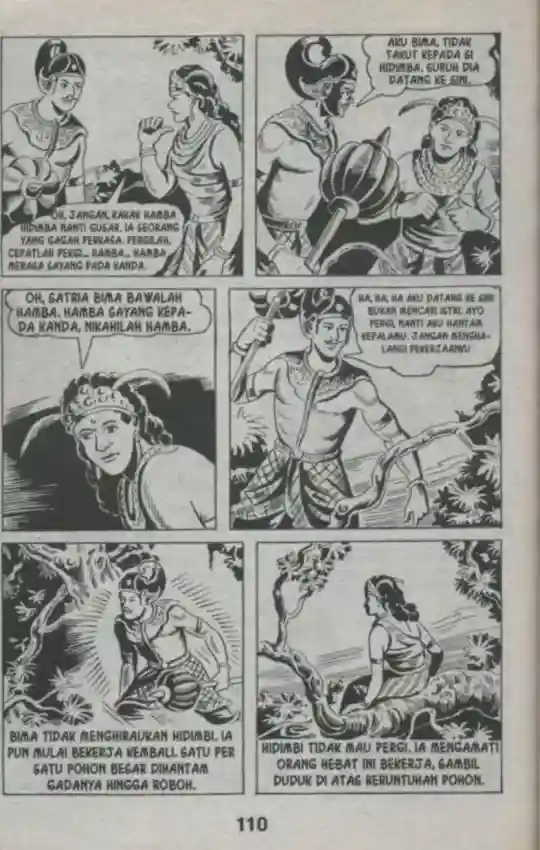 OH, JANGAN, KAKAK HAMBA
HIDIMBA NANTI GUSAR. IA SEORANG
YANG GAGAH PERKASA. PERGILAH,
CEPATLAH PERGI... HAMBA... HAMBA
MERASA SAYANG PADA KANDA.
AKU BIMA, TIDAK
TAKUT KEPADA SI
HIDIMBA. SURUH DIA
DATANG KE SINI.
OH, SATRIA BIMA BAWALAH
HAMBA. HAMBA SAYANG KEPA-
DA KANDA, NIKAHILAH HAMBA.
HA, HA, HA AKU DATANG KE SINI
BUKAN MENCARI ISTRI. AYO
PERGI, NANTI AKU HANTAM
KEPALAMU. JANGAN MENGHA-
LANGI PEKERJAANKU
BIMA TIDAK MENGHIRAUKAN HIDIMBI. IA
PUN MULAI BEKERJA KEMBALI. SATU PER
SATU POHON BESAR DIHANTAM
GADANYA HINGGA ROBOH.
HIDIMBI TIDAK MAU PERGI. IA MENGAMATI
ORANG HEBAT INI BEKERJA, SAMBIL
DUDUK DI ATAS RERUNTUHAN POHON.
110